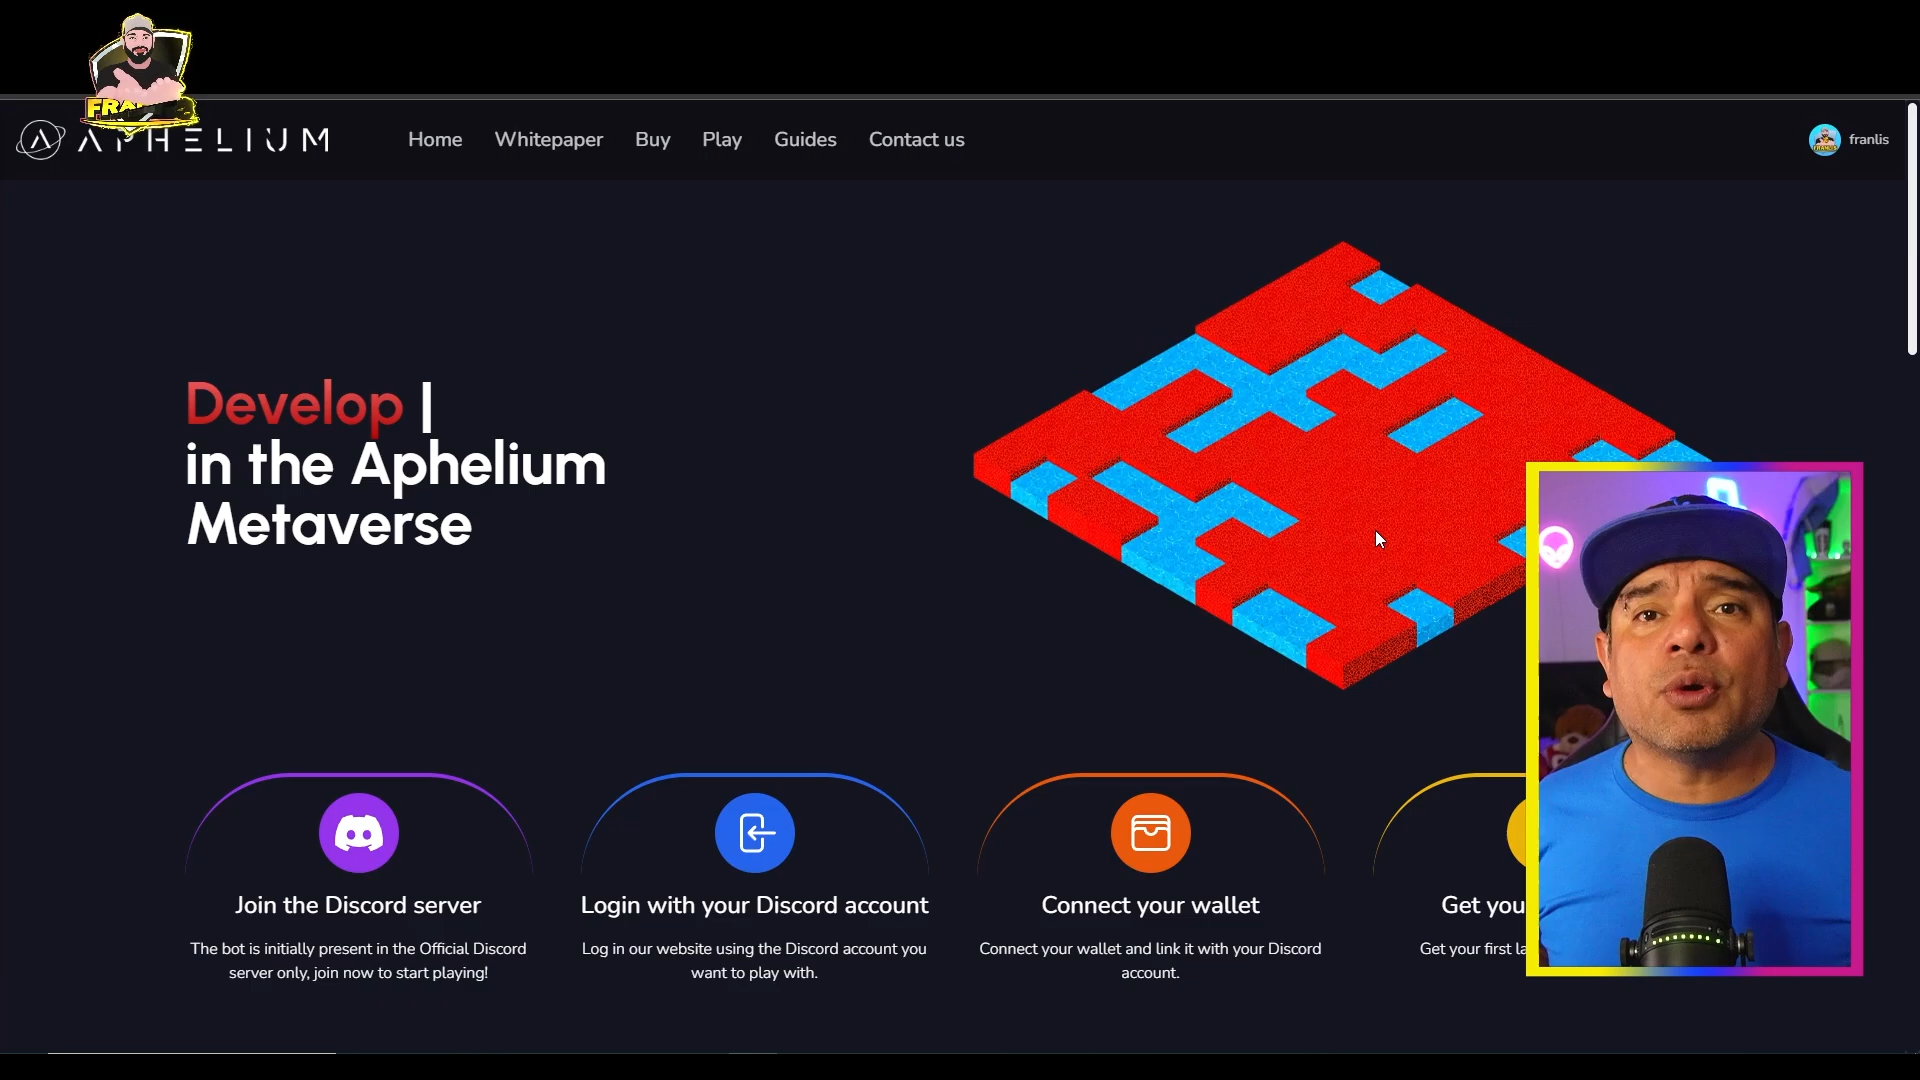 APHELIUM
Home
Whitepaper
Buy
Play
Guides
Contact us
franlis
Develop |
in the Aphelium
Metaverse
Join the Discord server
The bot is initially present in the Official Discord
server only, join now to start playing!
Login with your Discord account
Log in our website using the Discord account you
want to play with.
Connect your wallet
Connect your wallet and link it with your Discord
account.
Get you
Get your first la